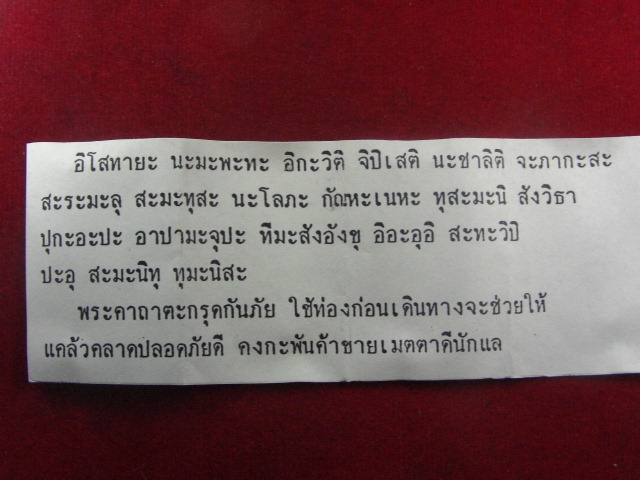 อิโสทายะ นะมะพะทะ อิกะวิติ จิปิเสติ นะชาลิติ จะภากะสะ
สะระมะลุ สะมะทุสะ นะโลภะ กัณหะเนหะ ทุสะมะนิ สังวิธา
ปุกะอะปะ อาปามะจุปะ ทีมะสังอังขุ อิอะอุอิ สะทะวิปิ
ปะอุ สะมะนิทุ ทุมะนิสะ
พระคาถาตะกรุดกันภัย ใช้ท่องก่อนเดินทางจะช่วยให้
แคล้วคลาดปลอดภัยดี คงกะพันค้าขายเมตตาดีนักแล